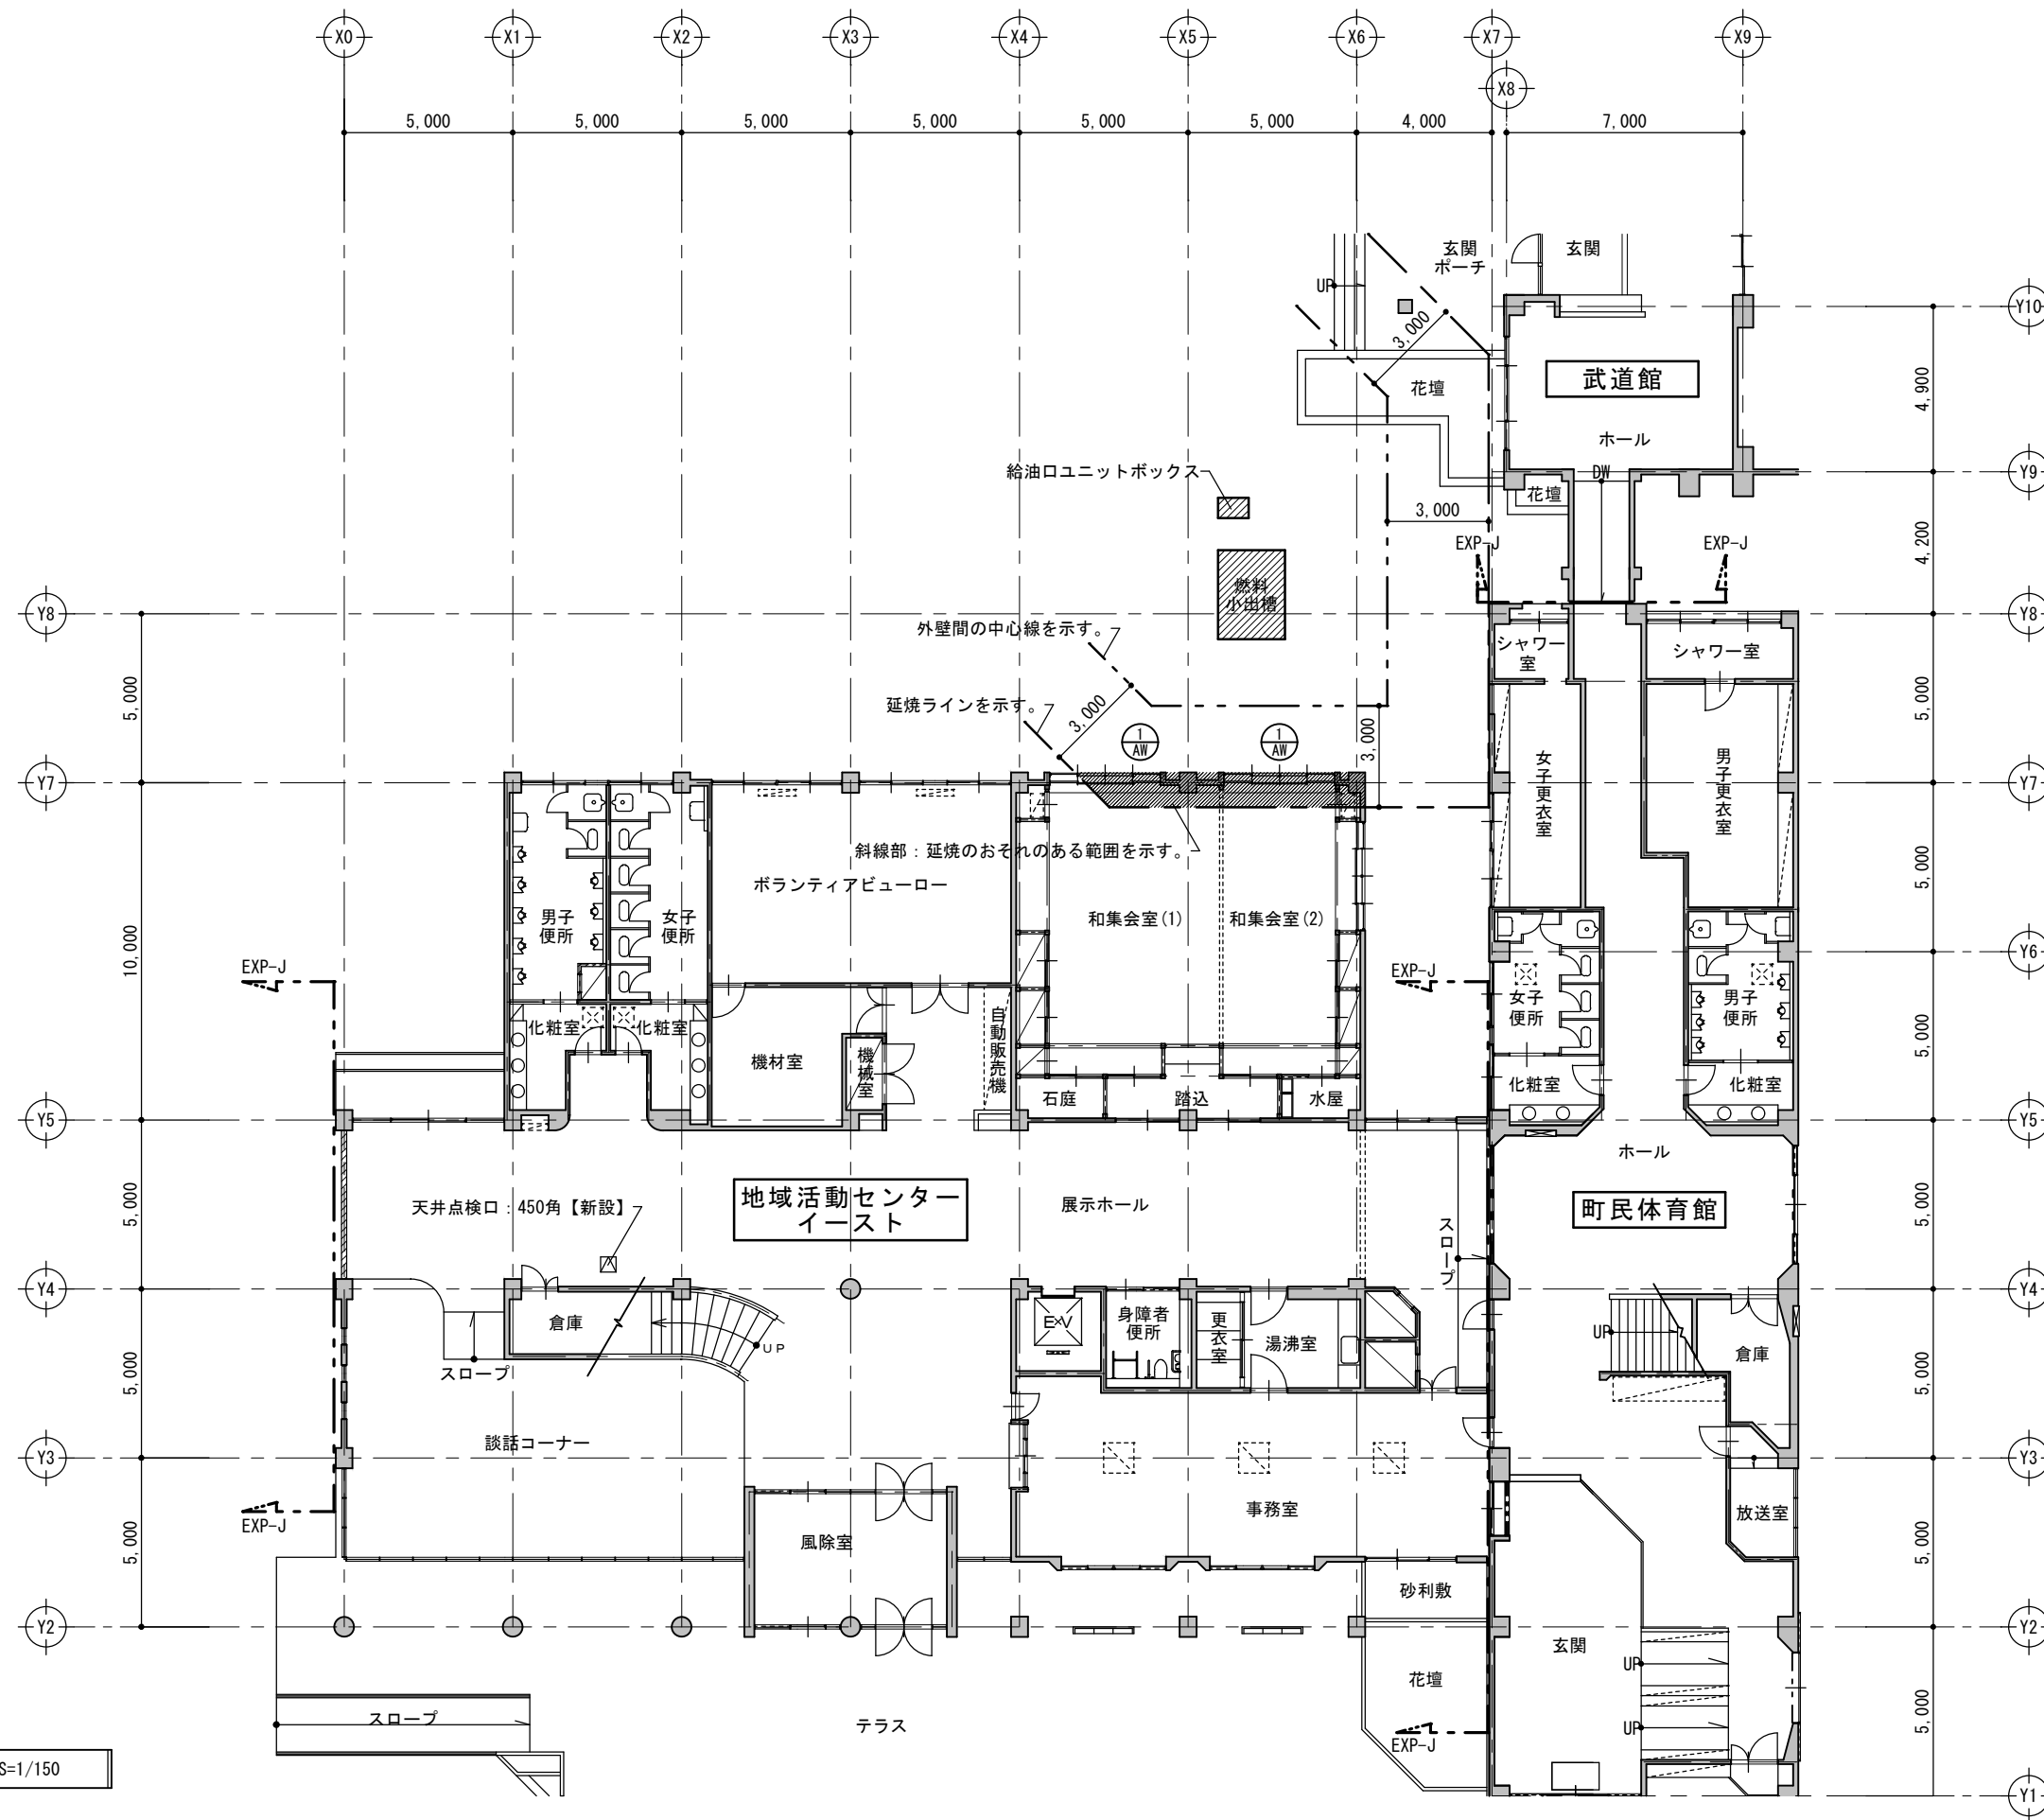 X0
X1
X2
X3
X4
X5
X6
X7
X9
X8
5,000
5,000
5,000
5,000
5,000
5,000
4,000
7,000
玄関
ポーチ
玄関
UP
Y10
3,000
武道館
花壇
4,900
ホール
給油口ユニットボックス
DW
Y9
花壇
3,000
EXP-J
EXP-J
4,200
燃料
小出槽
Y8
Y8
外壁間の中心線を示す。
シャワー
室
シャワー室
5,000
延焼ラインを示す。
3,000
1
AW
1
AW
3,000
5,000
Y7
女子更衣室
男子更衣室
Y7
斜線部：延焼のおそれのある範囲を示す。
ボランティアビューロー
5,000
男子
便所
女子
便所
和集会室(1)
和集会室(2)
10,000
EXP-J
EXP-J
Y6
女子
便所
男子
便所
化粧室
化粧室
自動販売機
機材室
機械室
5,000
化粧室
化粧室
石庭
踏込
水屋
Y5
Y5
ホール
地域活動センター
イースト
天井点検口：450角【新設】
展示ホール
町民体育館
5,000
5,000
スロープ
Y4
Y4
倉庫
EXV
身障者
便所
更衣室
湯沸室
UP
UP
倉庫
スロープ
5,000
5,000
談話コーナー
Y3
Y3
EXP-J
風除室
事務室
放送室
5,000
5,000
砂利敷
Y2
Y2
玄関
UP
花壇
スロープ
テラス
UP
EXP-J
5,000
S=1/150
Y1